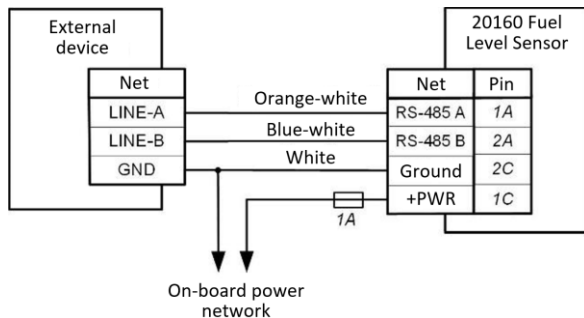 External
device
20160 Fuel
Level Sensor
Net
Net Pin
Orange-white
LINE-A
RS-485 A 1A
Blue-white
LINE-B
RS-485 B 2A
White
GND
Ground 2C
+PWR 1C
1A
On-board power
network